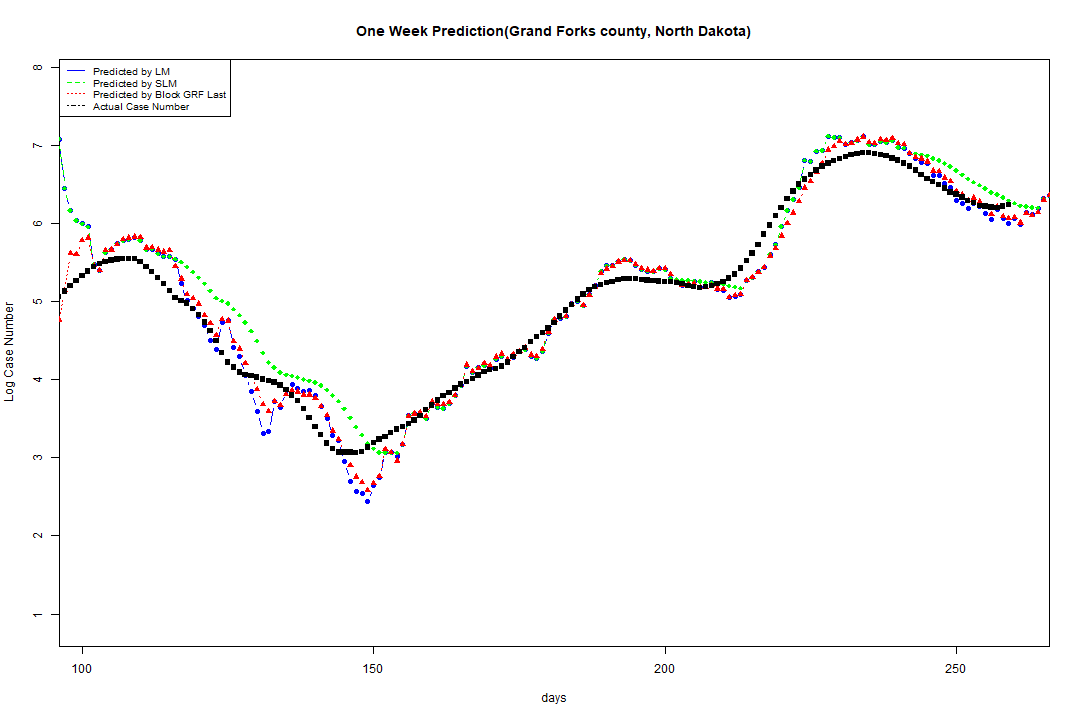 One Week Prediction(Grand Forks county, North Dakota)
Predicted by LM
Predicted by SLM
Predicted by Block GRF Last
Actual Case Number
8
7
6
5
4
3
2
1
Log Case Number
100 150 200 250
days